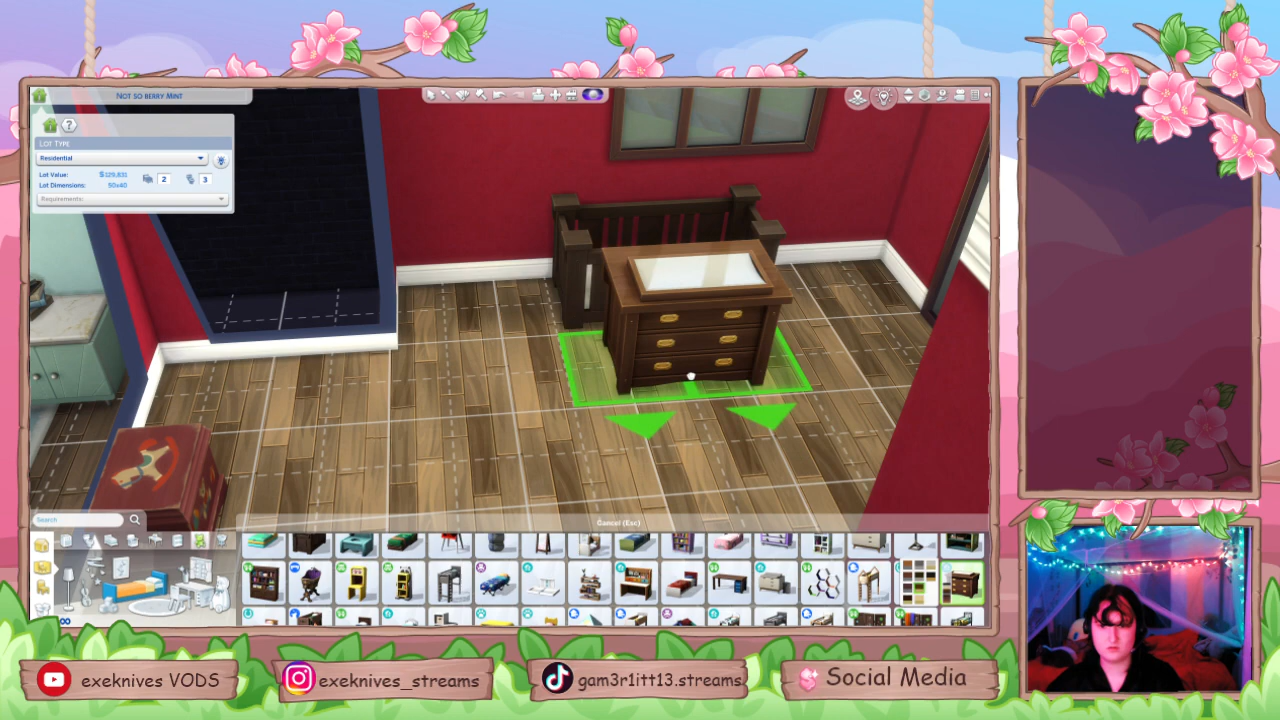 NOT SO BERRY MINT
?
LOT TYPE
Residential
Lot Value: $129,831
Lot Dimensions: 50x40
2
3
Requirements:
Search
Cancel (Esc)
exeknives VODS
exeknives_streams
gam3r1itt13.streams
Social Media